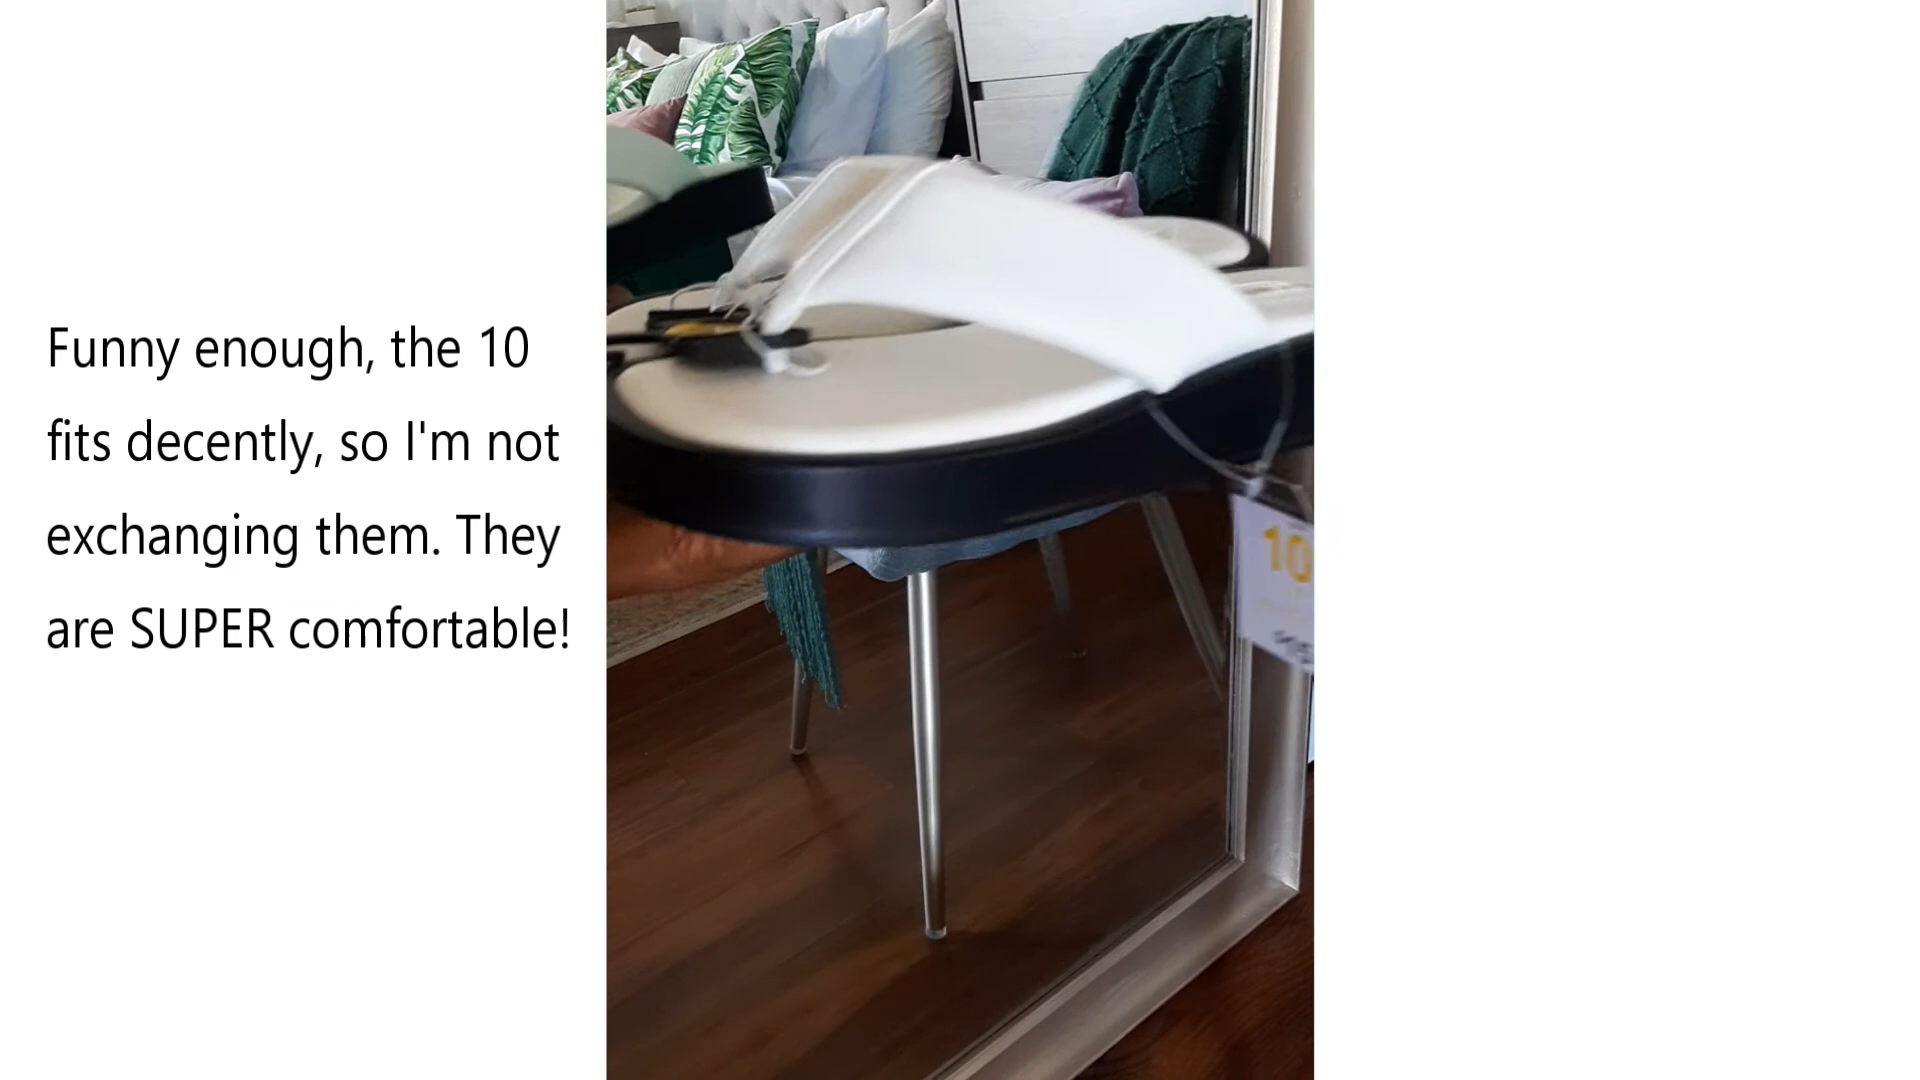 Funny enough, the 10
fits decently, so I'm not
exchanging them. They
are SUPER comfortable!
10